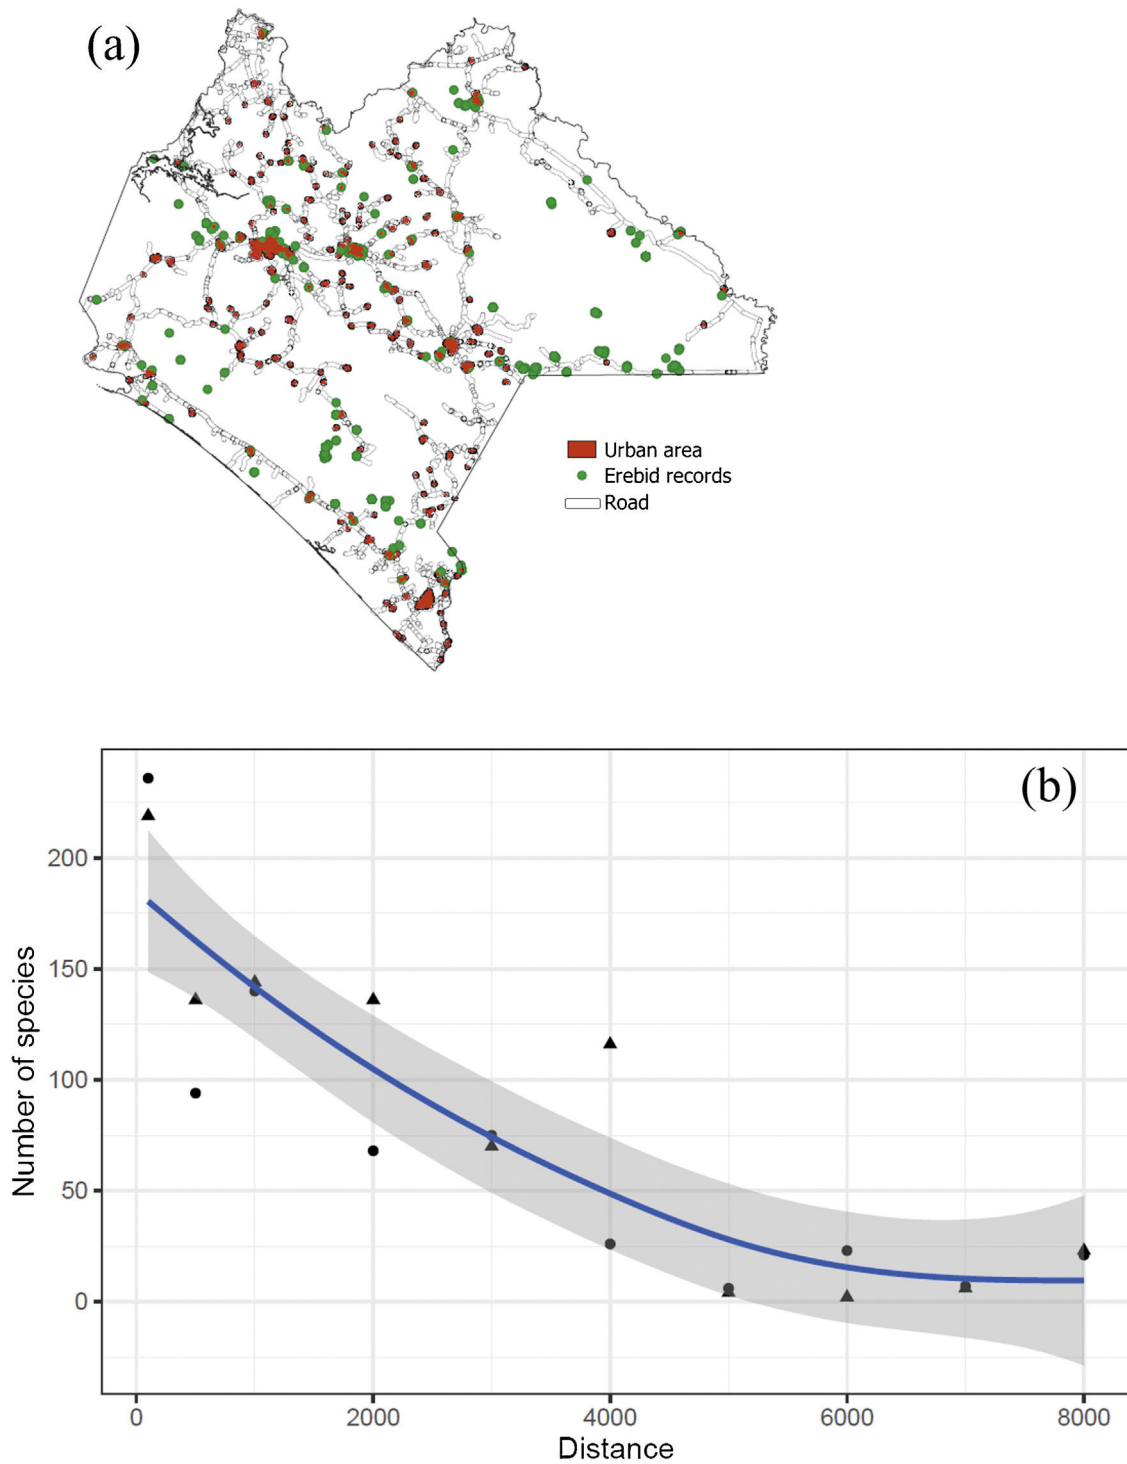 (a)
Urban area
Erebid records
Road
(b)
Number of species
200
150
100
50
0
0 2000 4000 6000 8000
Distance